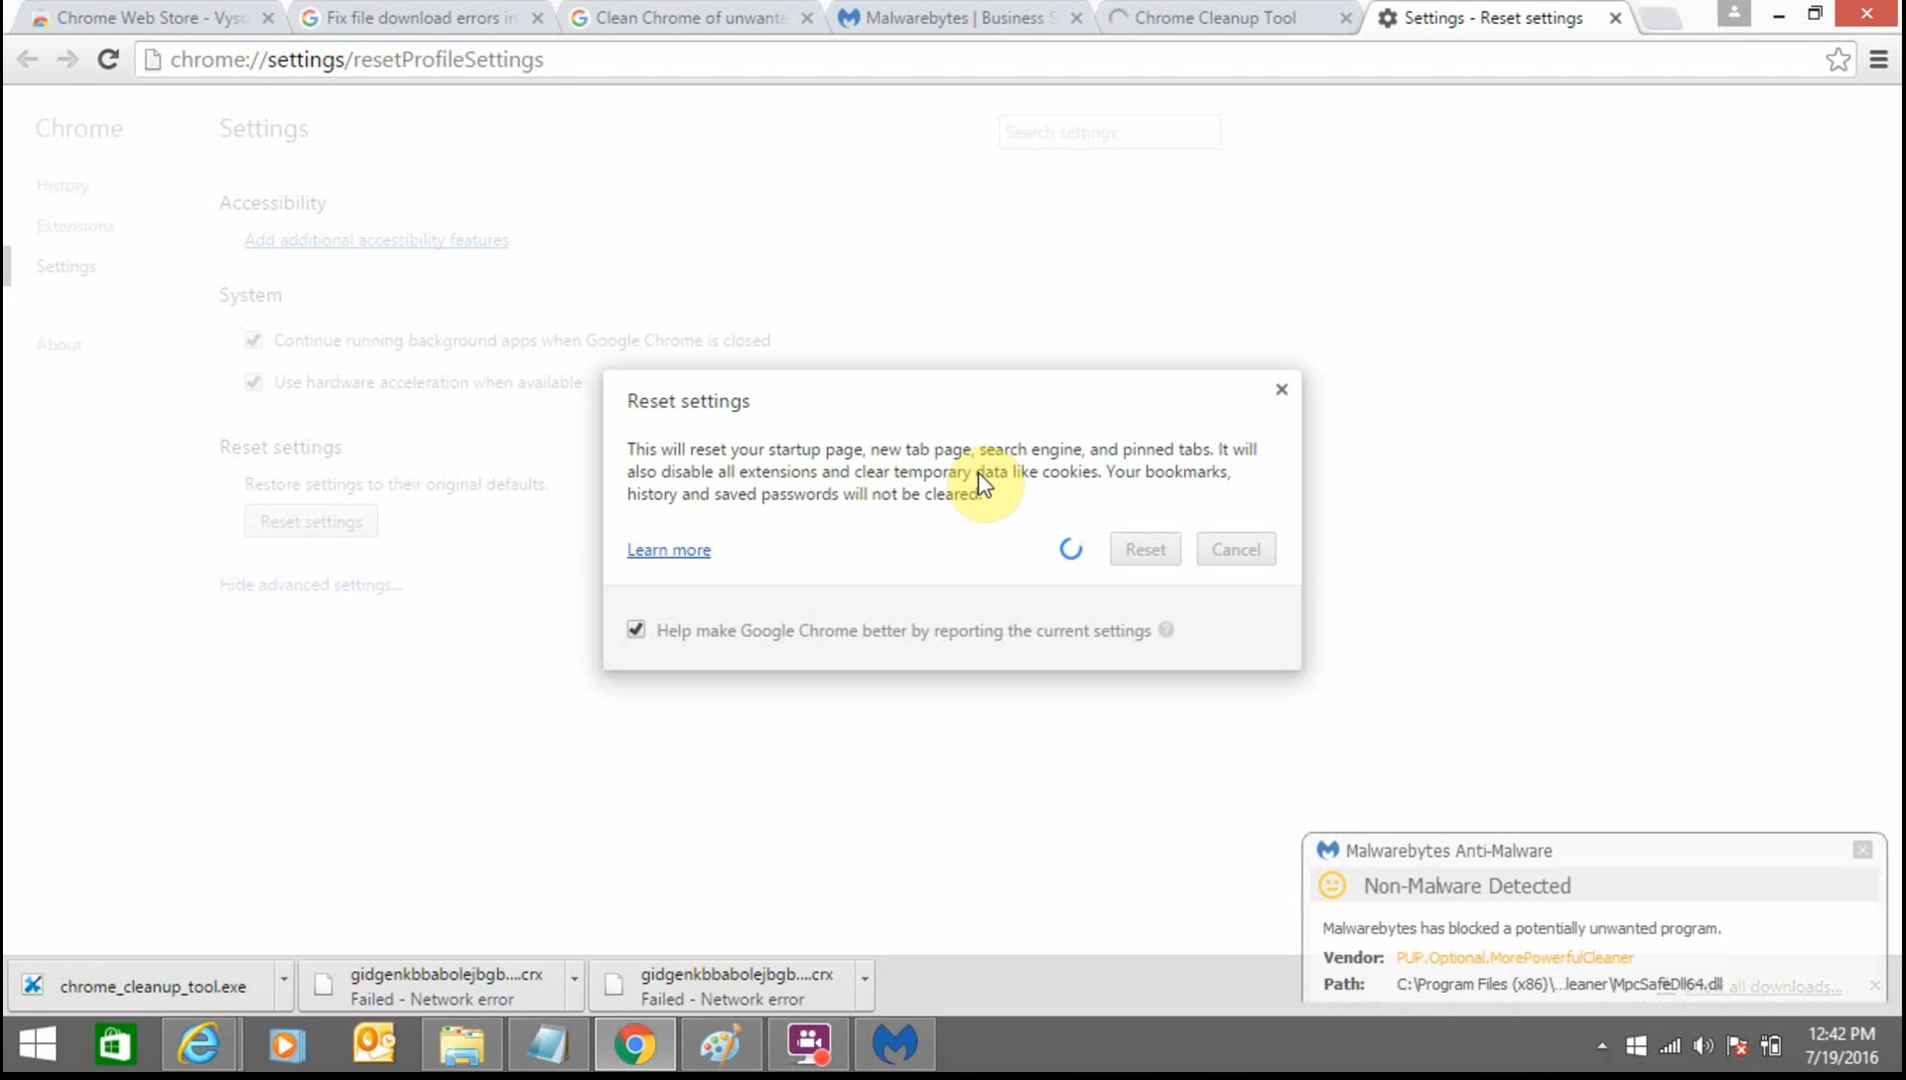 Chrome Web Store - Vyso
Fix file download errors in
Clean Chrome of unwante
Malwarebytes | Business S
Chrome Cleanup Tool
Settings - Reset settings
chrome://settings/resetProfileSettings
Chrome
Settings
Search settings
History
Extensions
Settings
About
Accessibility
Add additional accessibility features
System
Continue running background apps when Google Chrome is closed
Use hardware acceleration when available
Reset settings
Restore settings to their original defaults.
Reset settings
Hide advanced settings...
Reset settings
This will reset your startup page, new tab page, search engine, and pinned tabs. It will
also disable all extensions and clear temporary data like cookies. Your bookmarks,
history and saved passwords will not be cleared.
Learn more
Reset
Cancel
Help make Google Chrome better by reporting the current settings
Malwarebytes Anti-Malware
Non-Malware Detected
Malwarebytes has blocked a potentially unwanted program.
Vendor: PUP.Optional.MorePowerfulCleaner
Path: C:\Program Files (x86)\...leaner\MpcSafeDll64.dll
all downloads...
chrome_cleanup_tool.exe
gidgenkbbabolejbgb....crx
Failed - Network error
gidgenkbbabolejbgb....crx
Failed - Network error
12:42 PM
7/19/2016